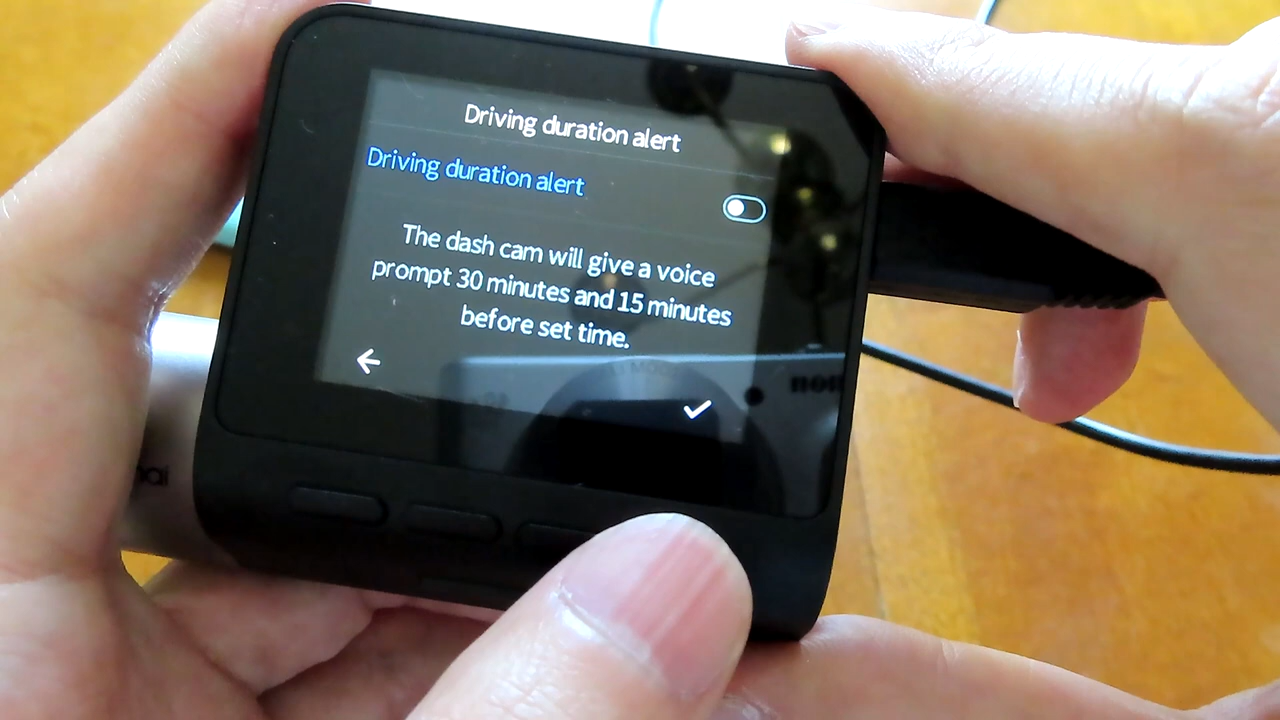 Driving duration alert
Driving duration alert
The dash cam will give a voice
prompt 30 minutes and 15 minutes
before set time.